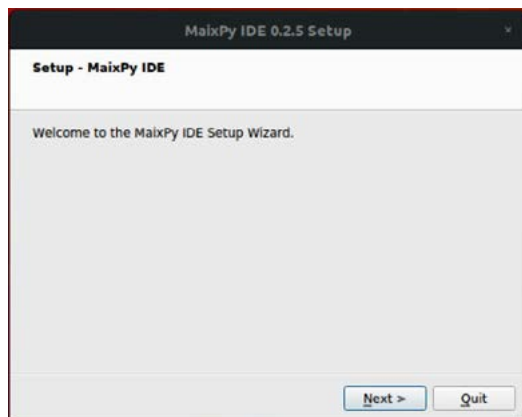 MaixPy IDE 0.2.5 Setup
Setup - MaixPy IDE
Welcome to the MaixPy IDE Setup Wizard.
Next >
Quit